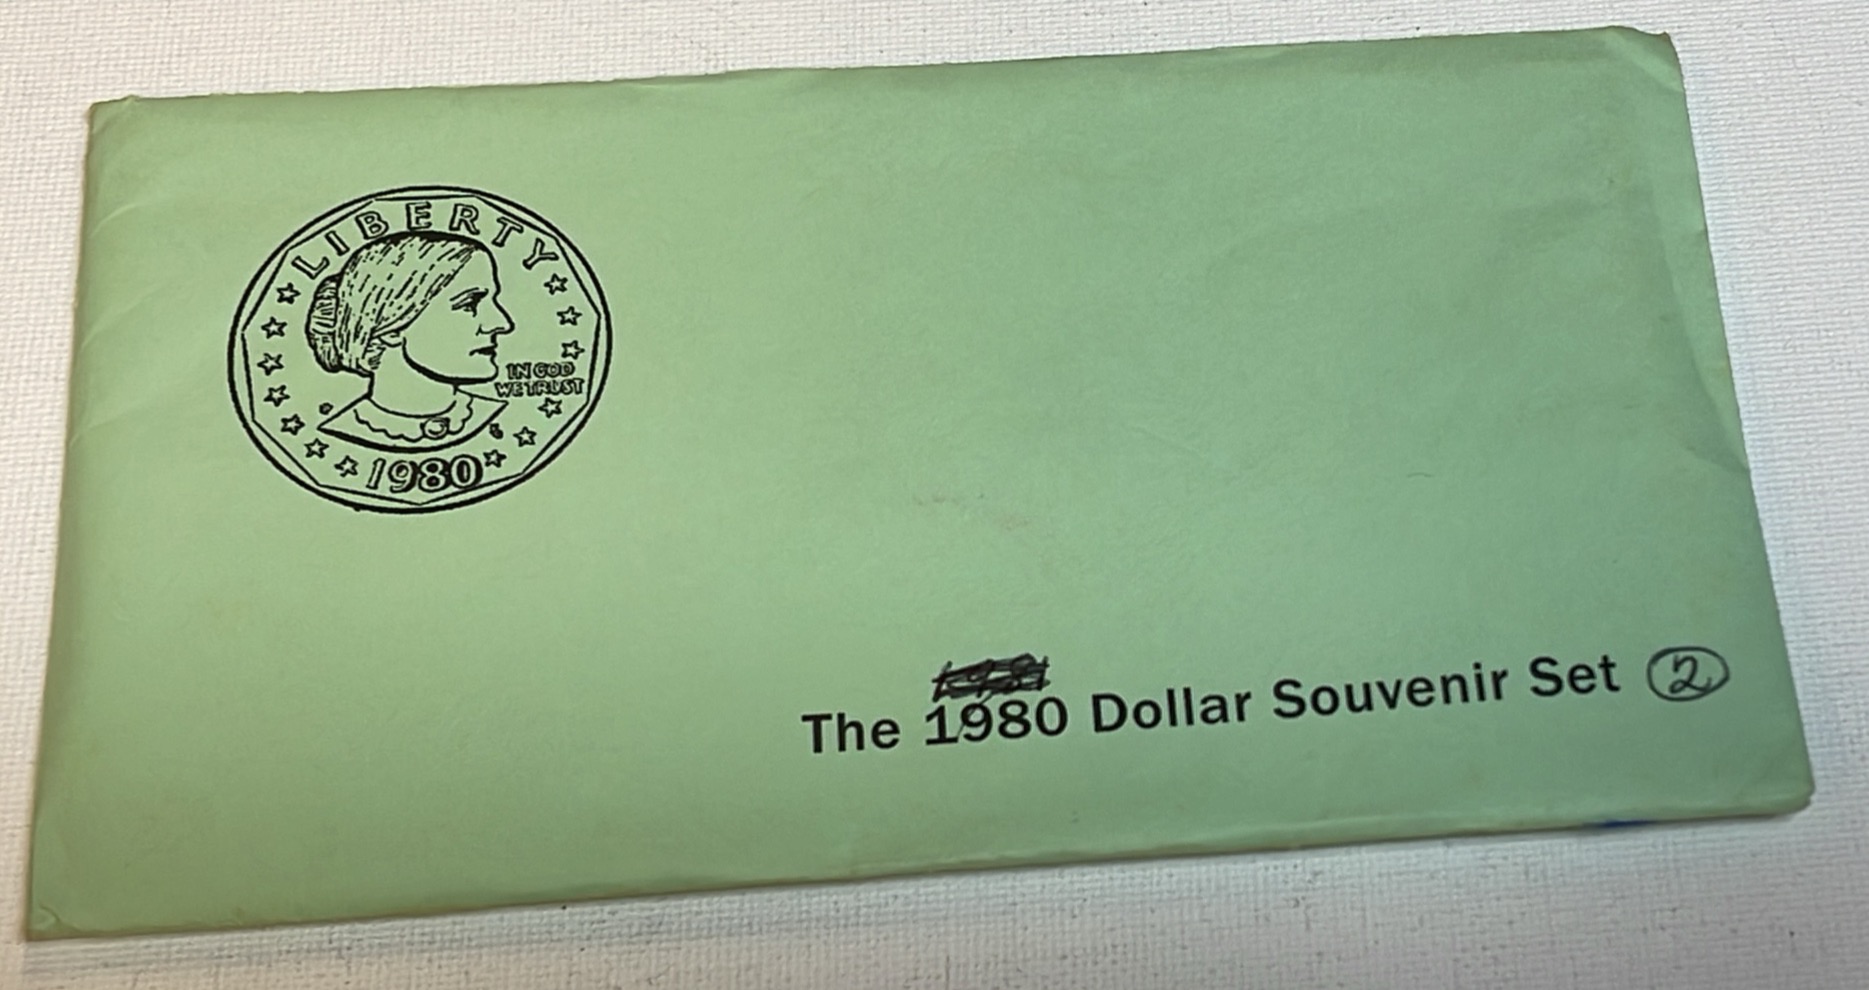 LIBERTY
IN GOD
WE TRUST
1980
The 1980 Dollar Souvenir Set 2